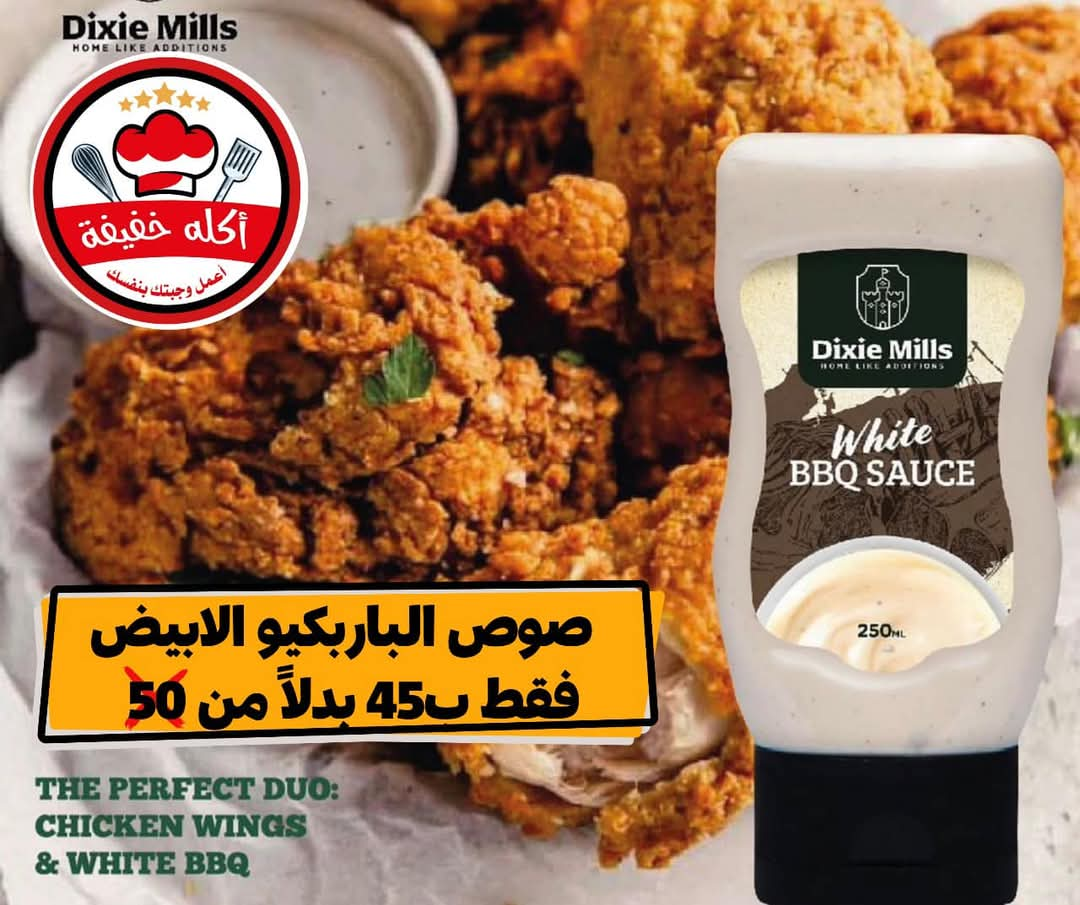 Dixie Mills
HOME LIKE ADDITIONS
أكله خفيفة
أعمل وجبتك بنفسك
Dixie Mills
HOME LIKE ADDITIONS
White
BBQ SAUCE
250ML
صوص الباربكيو الابيض
فقط ب45 بدلاً من 50
THE PERFECT DUO:
CHICKEN WINGS
& WHITE BBQ